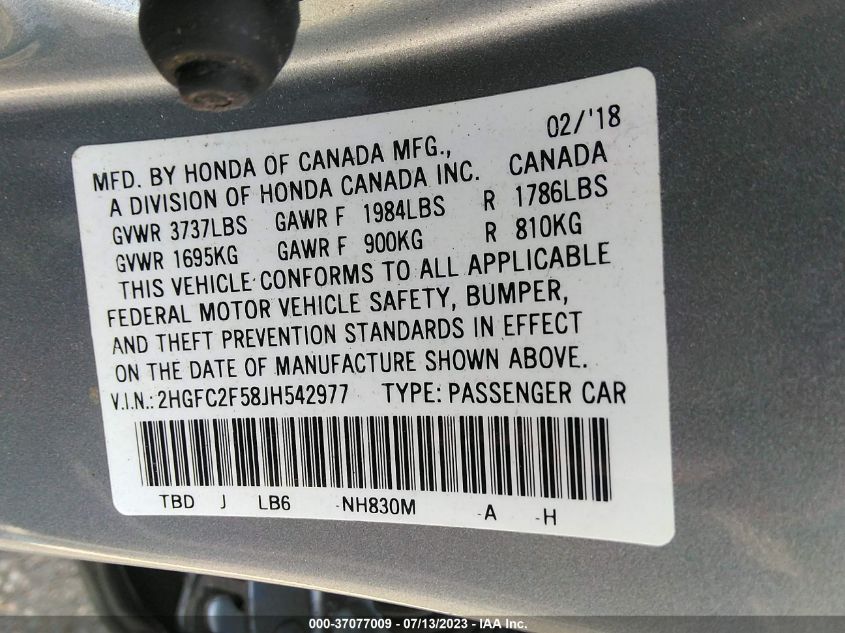 02/'18
MFD. BY HONDA OF CANADA MFG.,
A DIVISION OF HONDA CANADA INC. CANADA
GVWR 3737LBS GAWR F 1984LBS R 1786LBS
GVWR 1695KG GAWR F 900KG R 810KG
THIS VEHICLE CONFORMS TO ALL APPLICABLE
FEDERAL MOTOR VEHICLE SAFETY, BUMPER,
AND THEFT PREVENTION STANDARDS IN EFFECT
ON THE DATE OF MANUFACTURE SHOWN ABOVE.
V.I.N.: 2HGFC2F58JH542977 TYPE: PASSENGER CAR
TBD J LB6 -NH830M -A -H
000-37077009 - 07/13/2023 - IAA Inc.